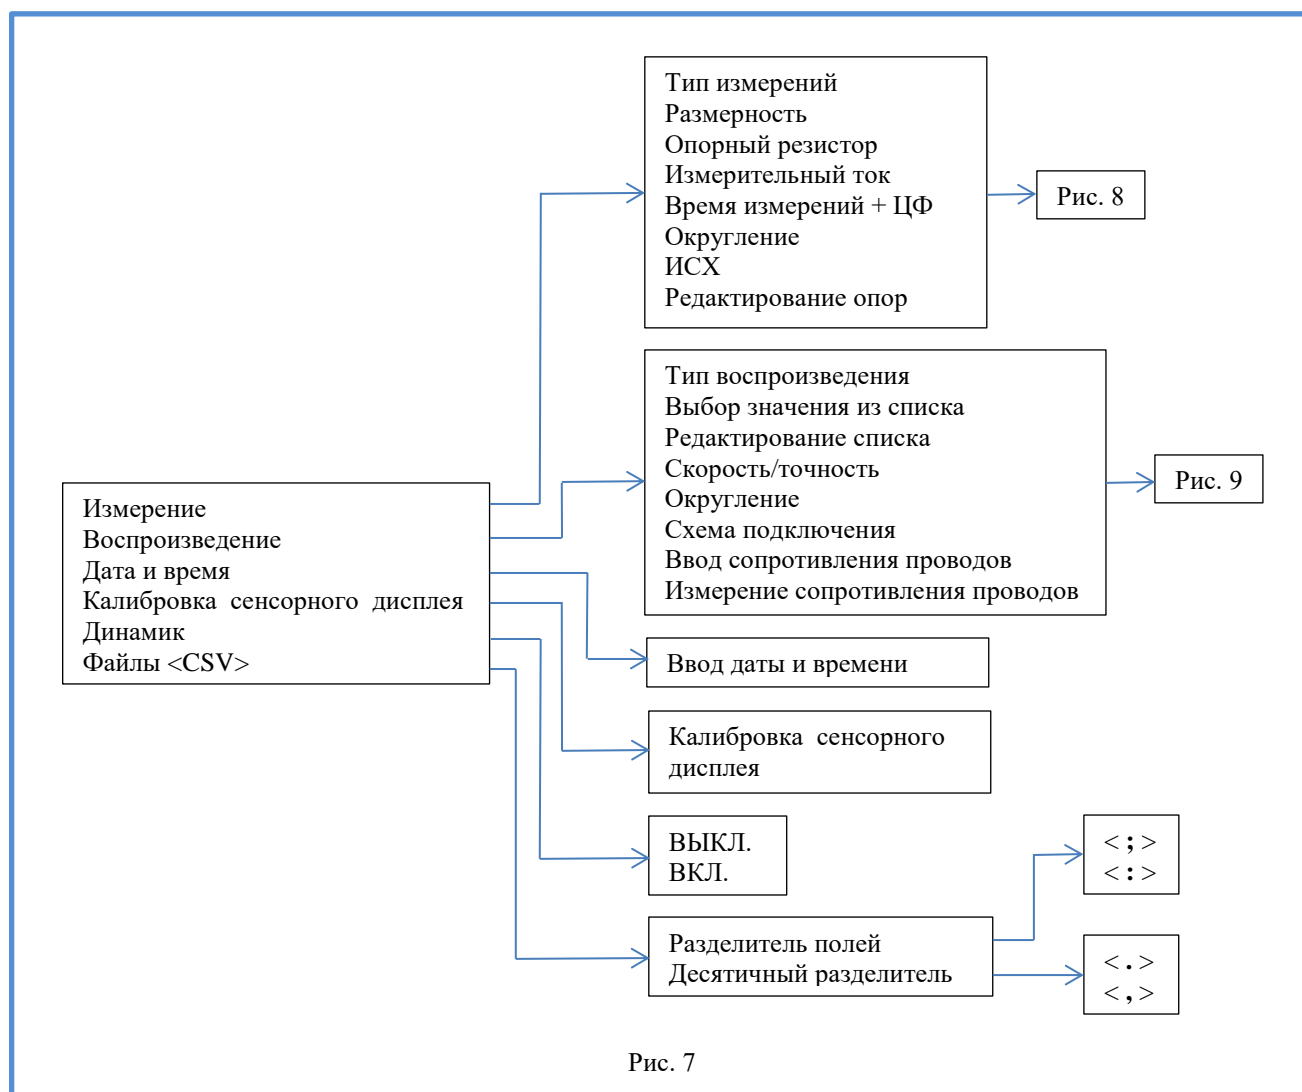 Тип измерений
Размерность
Опорный резистор
Измерительный ток
Время измерений + ЦФ
Округление
ИСХ
Редактирование опор
Рис. 8
Тип воспроизведения
Выбор значения из списка
Редактирование списка
Скорость/точность
Округление
Схема подключения
Ввод сопротивления проводов
Измерение сопротивления проводов
Рис. 9
Измерение
Воспроизведение
Дата и время
Калибровка сенсорного дисплея
Динамик
Файлы <CSV>
Ввод даты и времени
Калибровка сенсорного
дисплея
ВЫКЛ.
ВКЛ.
< ; >
< : >
Разделитель полей
Десятичный разделитель
< . >
< , >
Рис. 7